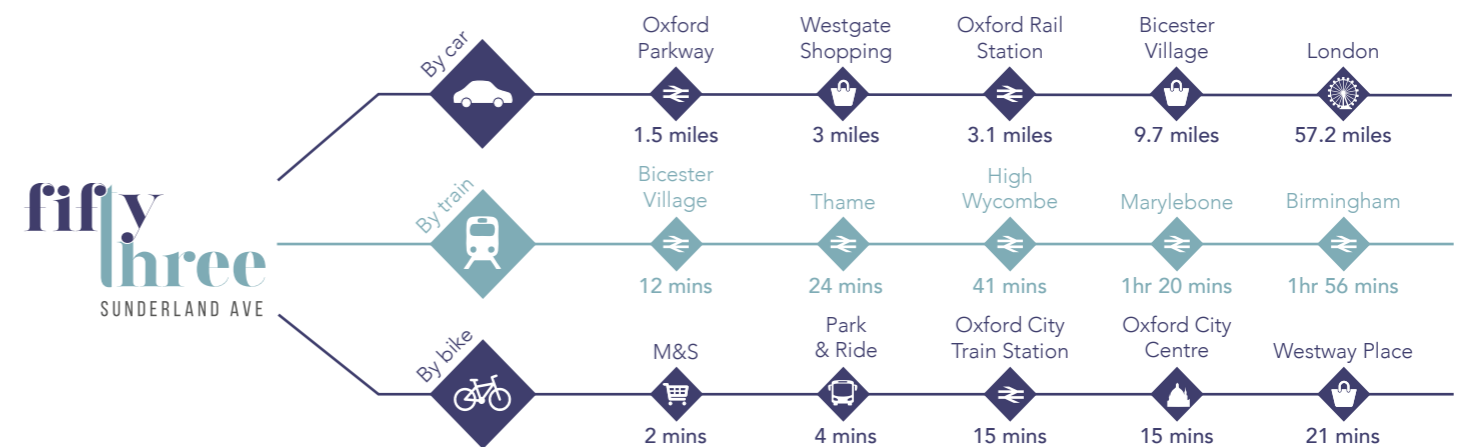 fifty
three
SUNDERLAND AVE
By car
Oxford
Parkway
1.5 miles
Westgate
Shopping
3 miles
Oxford Rail
Station
3.1 miles
Bicester
Village
9.7 miles
London
57.2 miles
By train
Bicester
Village
12 mins
Thame
24 mins
High
Wycombe
41 mins
Marylebone
1hr 20 mins
Birmingham
1hr 56 mins
By bike
M&S
2 mins
Park
& Ride
4 mins
Oxford City
Train Station
15 mins
Oxford City
Centre
15 mins
Westway Place
21 mins